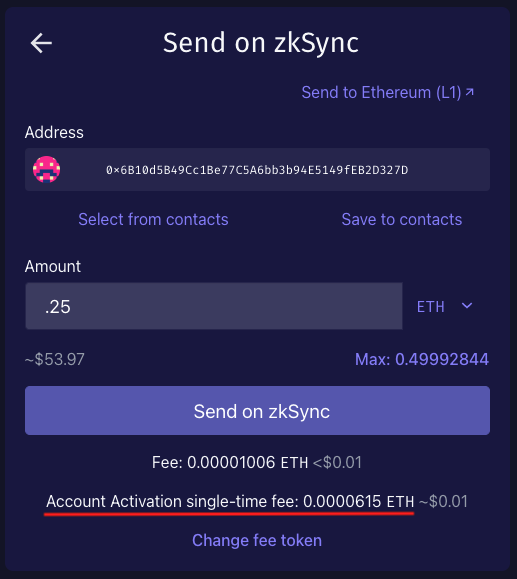 Send on zkSync
Send to Ethereum (L1)
Address
0×6B10d5B49Cc1Be77C5A6bb3b94E5149fEB2D327D
Select from contacts Save to contacts
Amount
.25 ETH
~$53.97 Max: 0.49992844
Send on zkSync
Fee: 0.00001006 ETH <$0.01
Account Activation single-time fee: 0.0000615 ETH ~$0.01
Change fee token